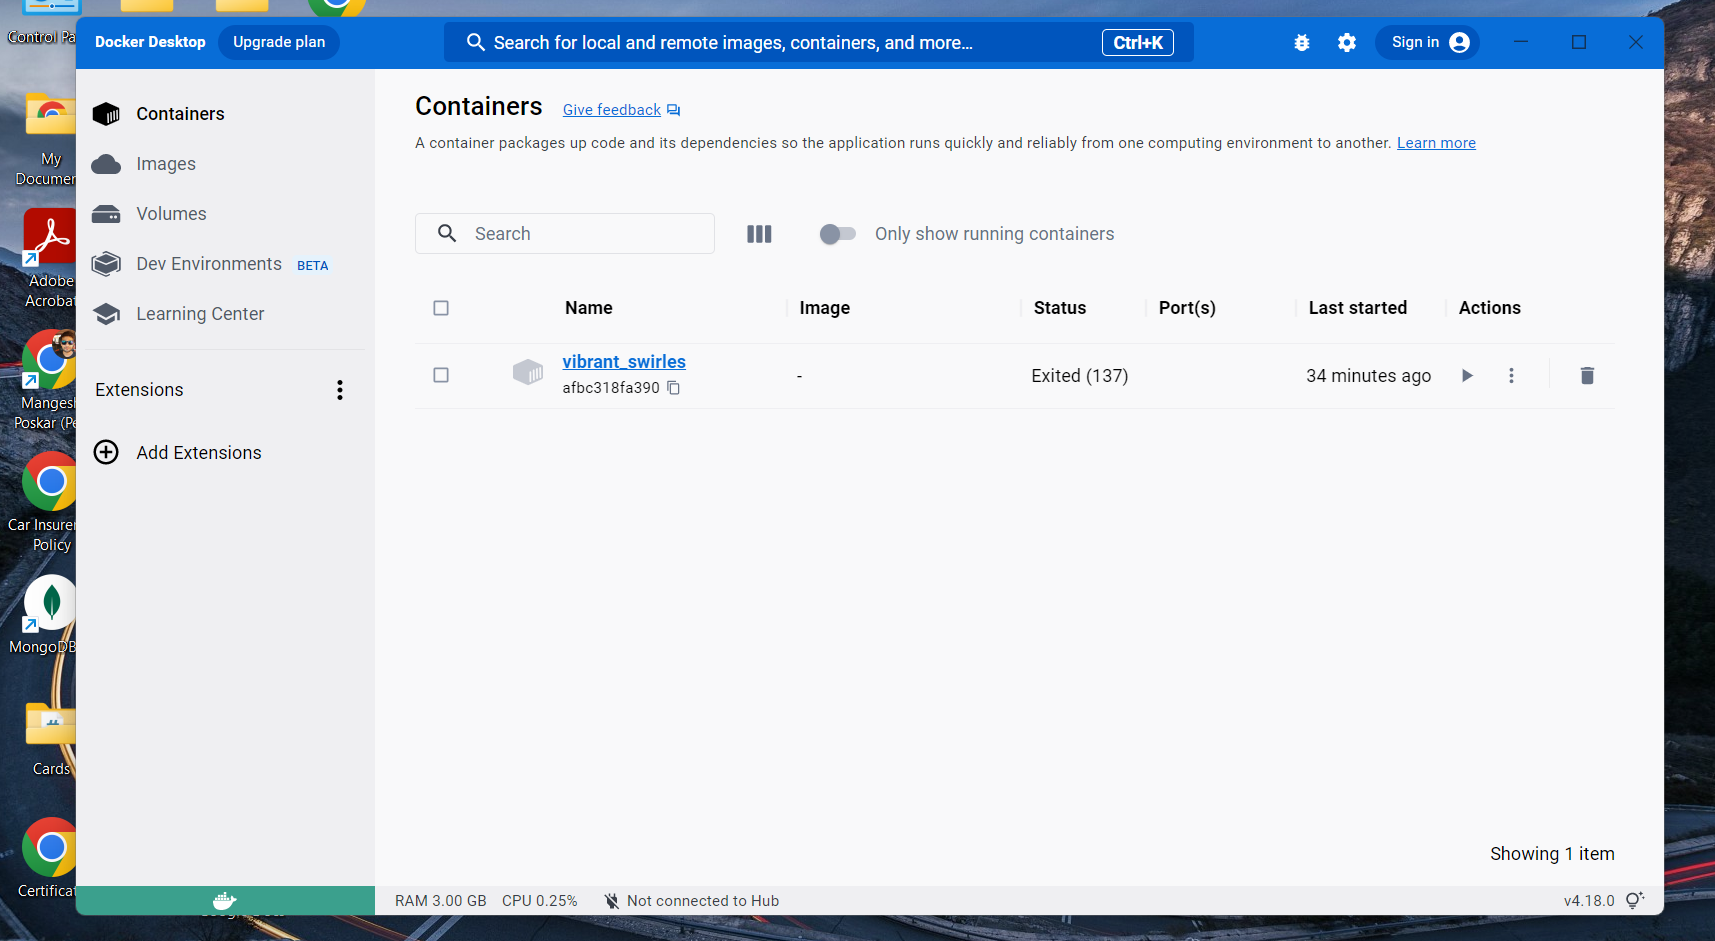 Control Pa
Docker Desktop
Upgrade plan
Search for local and remote images, containers, and more...
Ctrl+K
Sign in
Containers
Images
Volumes
Dev Environments BETA
Learning Center
Extensions
Add Extensions
Containers
Give feedback
A container packages up code and its dependencies so the application runs quickly and reliably from one computing environment to another. Learn more
Search
Only show running containers
Name Image Status Port(s) Last started Actions
vibrant_swirles
afbc318fa390
- Exited (137) 34 minutes ago
Showing 1 item
RAM 3.00 GB CPU 0.25% Not connected to Hub
v4.18.0
My
Documen
Adobe
Acrobat
Mangesh
Poskar (Pe
Car Insuren
Policy
MongoDB
Cards
Certificat